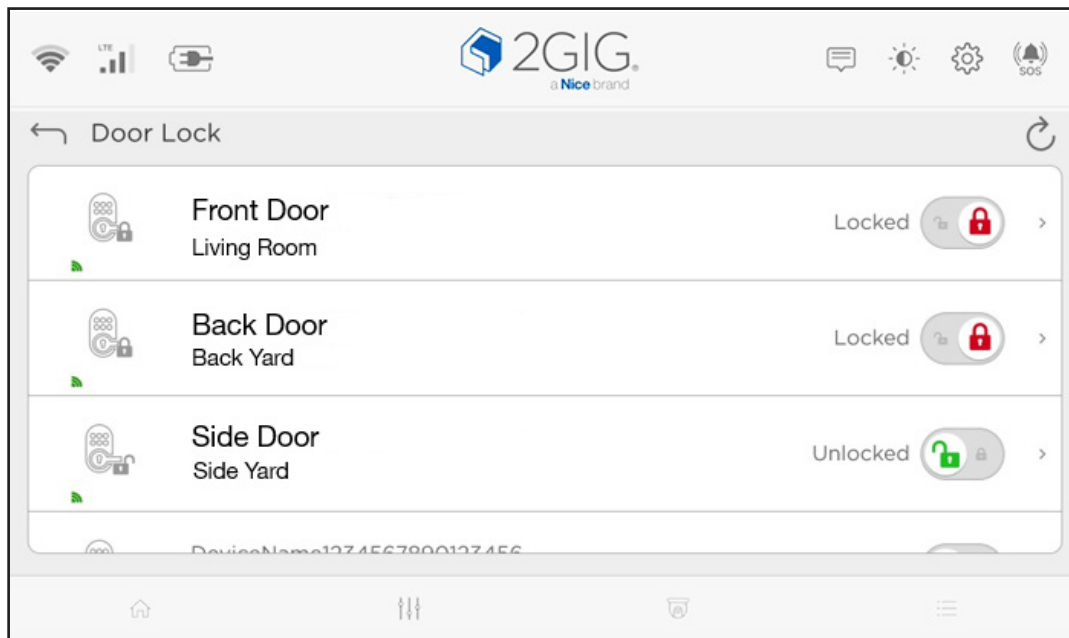 LTE
2GIG®
a Nice brand
SOS
Door Lock
Front Door
Living Room
Locked
Back Door
Back Yard
Locked
Side Door
Side Yard
Unlocked
DeviceName1234567890123456